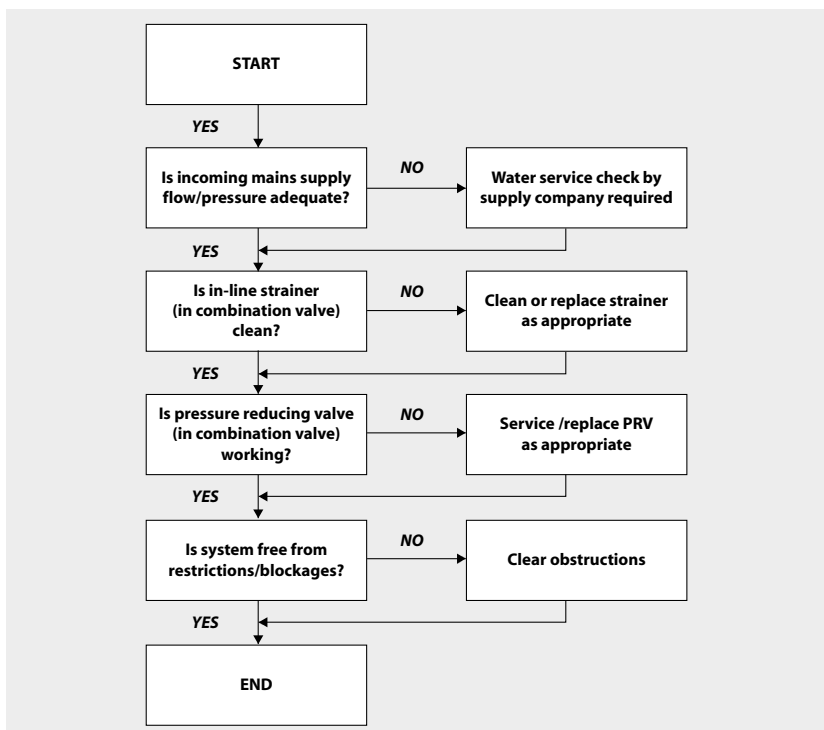 START
YES
Is incoming mains supply
flow/pressure adequate?
NO
Water service check by
supply company required
YES
Is in-line strainer
(in combination valve)
clean?
NO
Clean or replace strainer
as appropriate
YES
Is pressure reducing valve
(in combination valve)
working?
NO
Service /replace PRV
as appropriate
YES
Is system free from
restrictions/blockages?
NO
Clear obstructions
YES
END